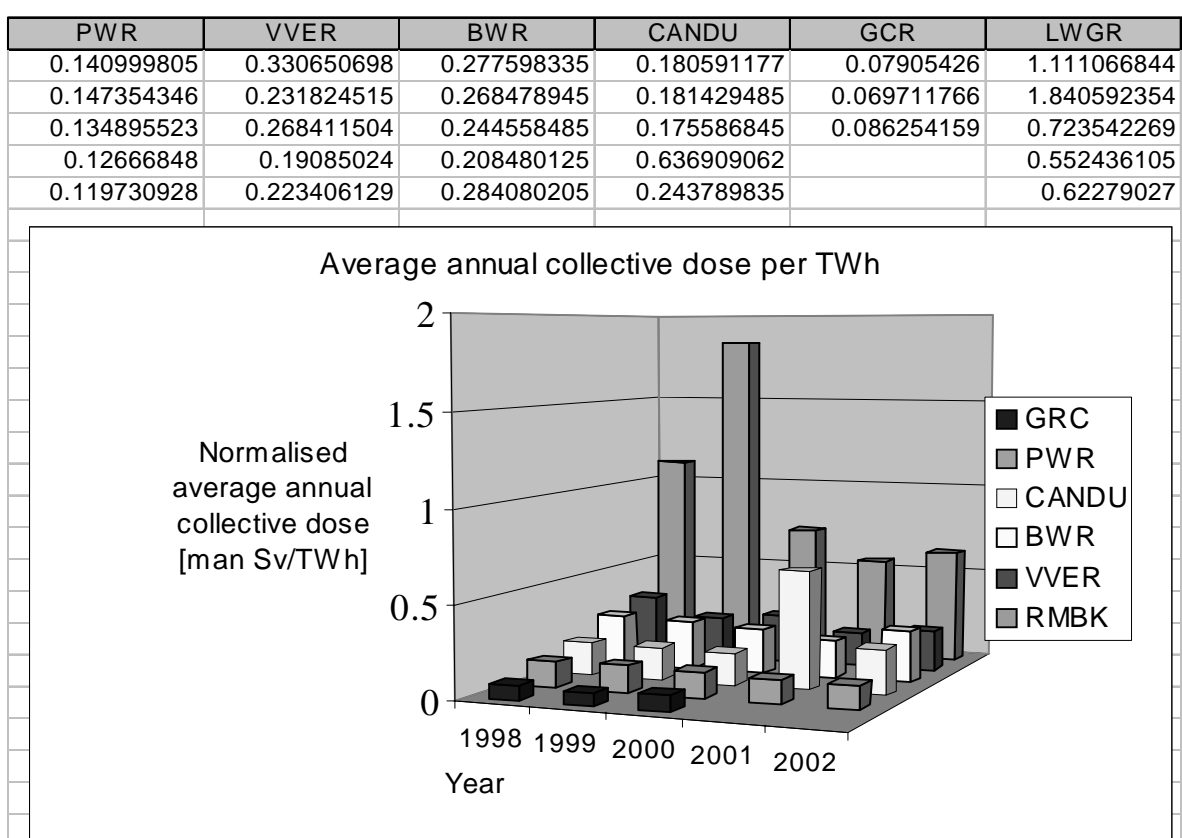 PWR VVER BWR CANDU GCR LWGR
0.140999805 0.330650698 0.277598335 0.180591177 0.07905426 1.111066844
0.147354346 0.231824515 0.268478945 0.181429485 0.069711766 1.840592354
0.134895523 0.268411504 0.244558485 0.175586845 0.086254159 0.723542269
0.12666848 0.19085024 0.208480125 0.636909062 0.552436105
0.119730928 0.223406129 0.284080205 0.243789835 0.62279027
Average annual collective dose per TWh
2
1.5
1
0.5
0
Normalised
average annual
collective dose
[man Sv/TWh]
1998 1999 2000 2001 2002
Year
GRC
PWR
CANDU
BWR
VVER
RMBK